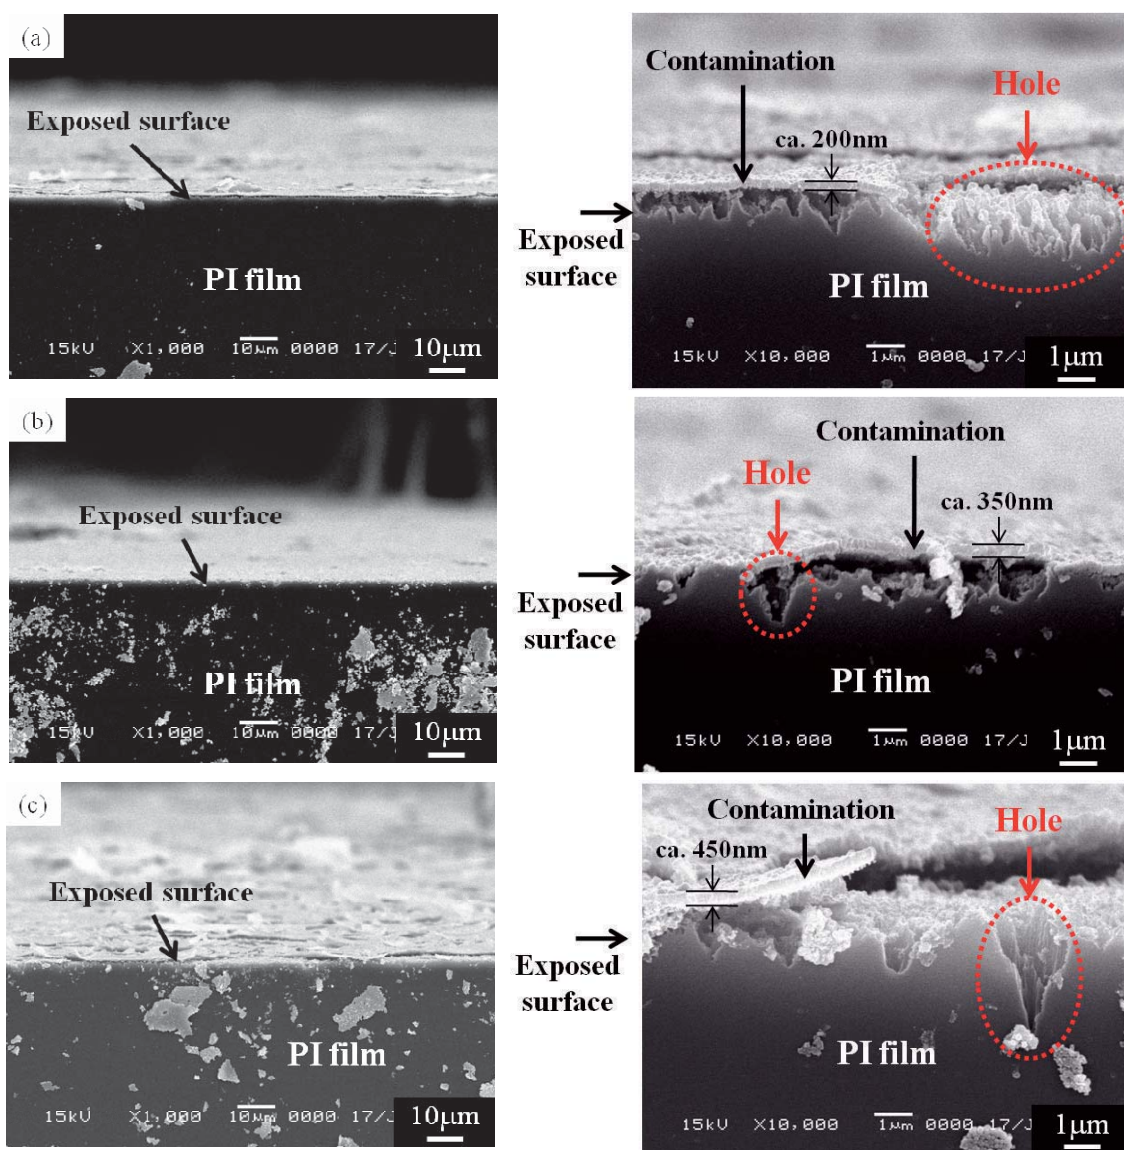 (a)
Exposed surface
PI film
15kV X1,000 10µm 0000 17/J
10µm
Contamination
Hole
ca. 200nm
Exposed
surface
PI film
15kV X10,000 1µm 0000 17/J
1µm
(b)
Exposed surface
PI film
15kV X1,000 10µm 0000 17/J
10µm
Contamination
Hole
ca. 350nm
Exposed
surface
PI film
15kV X10,000 1µm 0000 17/J
1µm
(c)
Exposed surface
PI film
15kV X1,000 10µm 0000 17/J
10µm
Contamination
Hole
ca. 450nm
Exposed
surface
PI film
15kV X10,000 1µm 0000 17/J
1µm